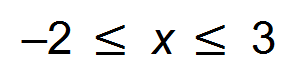 –2 ≤ x ≤ 3